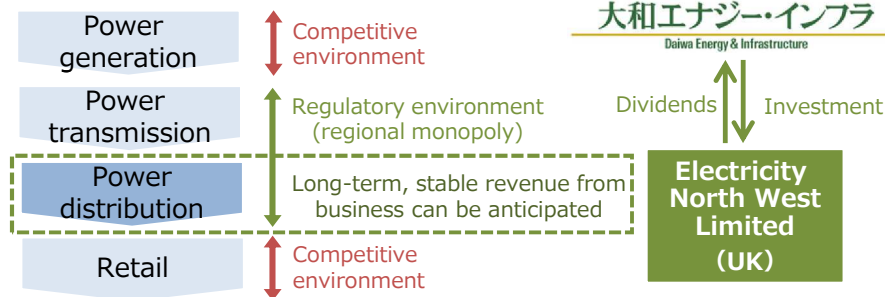 Power
generation
Competitive
environment
Power
transmission
Regulatory environment
(regional monopoly)
Power
distribution
Long-term, stable revenue from
business can be anticipated
Retail
Competitive
environment
大和エナジー・インフラ
Daiwa Energy & Infrastructure
Dividends
Investment
Electricity
North West
Limited
（UK）